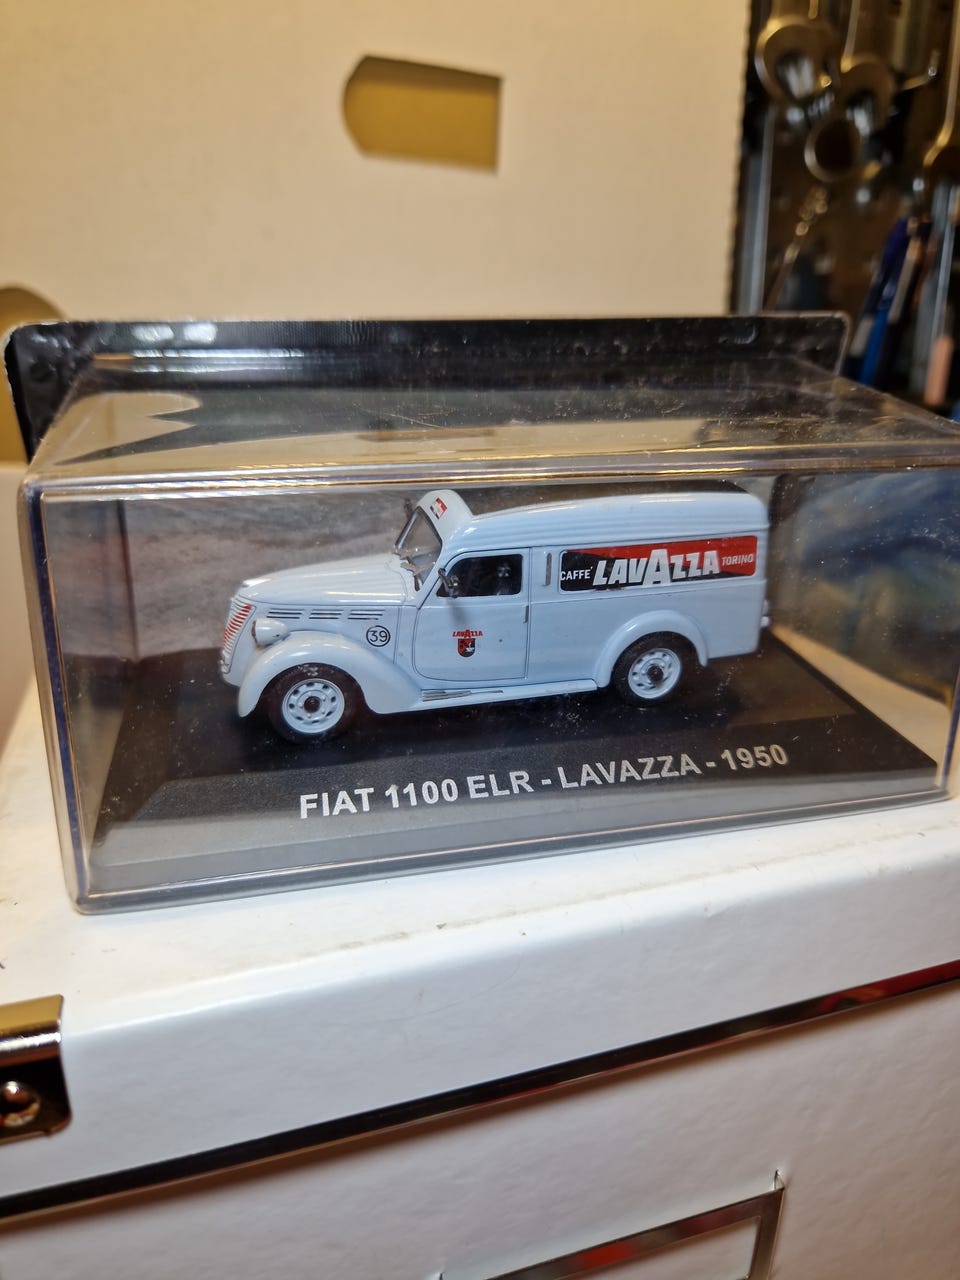 CAFFE' LAVAZZA TORINO
39
LAVAZZA
FIAT 1100 ELR - LAVAZZA - 1950